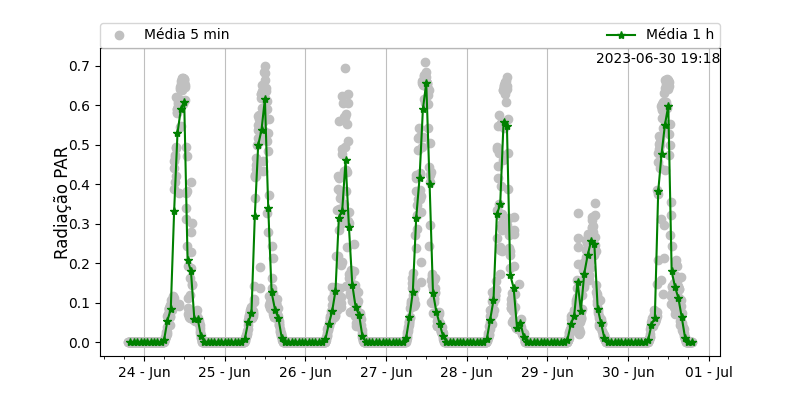 Média 5 min
Média 1 h
2023-06-30 19:18
Radiação PAR
0.7
0.6
0.5
0.4
0.3
0.2
0.1
0.0
24 - Jun
25 - Jun
26 - Jun
27 - Jun
28 - Jun
29 - Jun
30 - Jun
01 - Jul